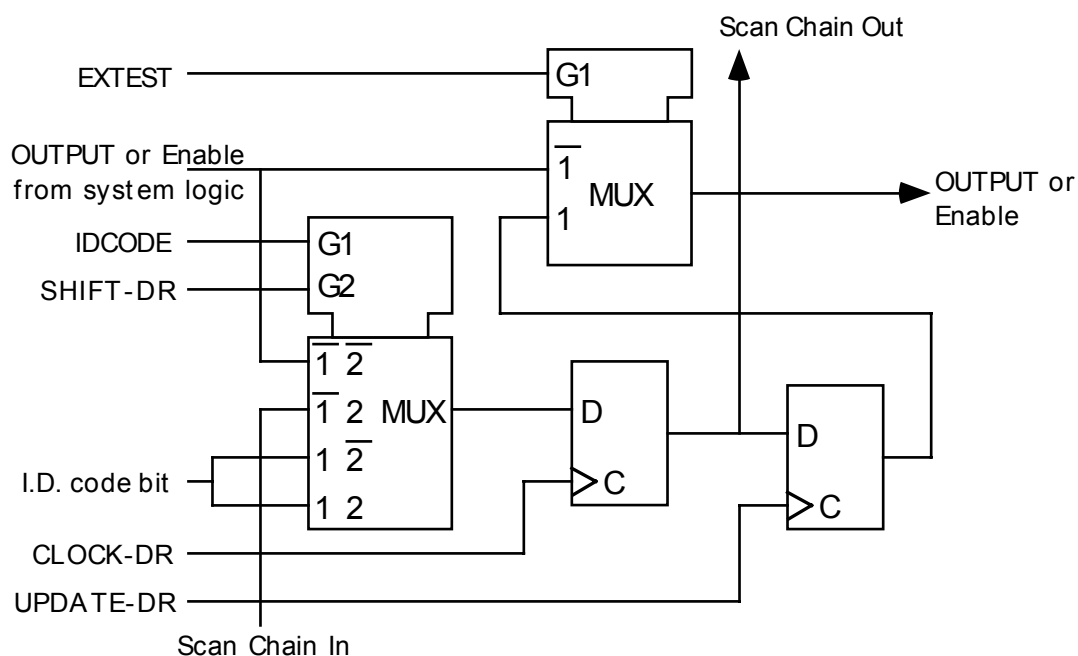 Scan Chain Out
EXTEST
G1
OUTPUT or Enable
from system logic
1̅
MUX
1
OUTPUT or
Enable
IDCODE
G1
SHIFT-DR
G2
1̅ 2̅
1̅ 2 MUX
1 2̅
1 2
D
C
D
C
I.D. code bit
CLOCK-DR
UPDATE-DR
Scan Chain In